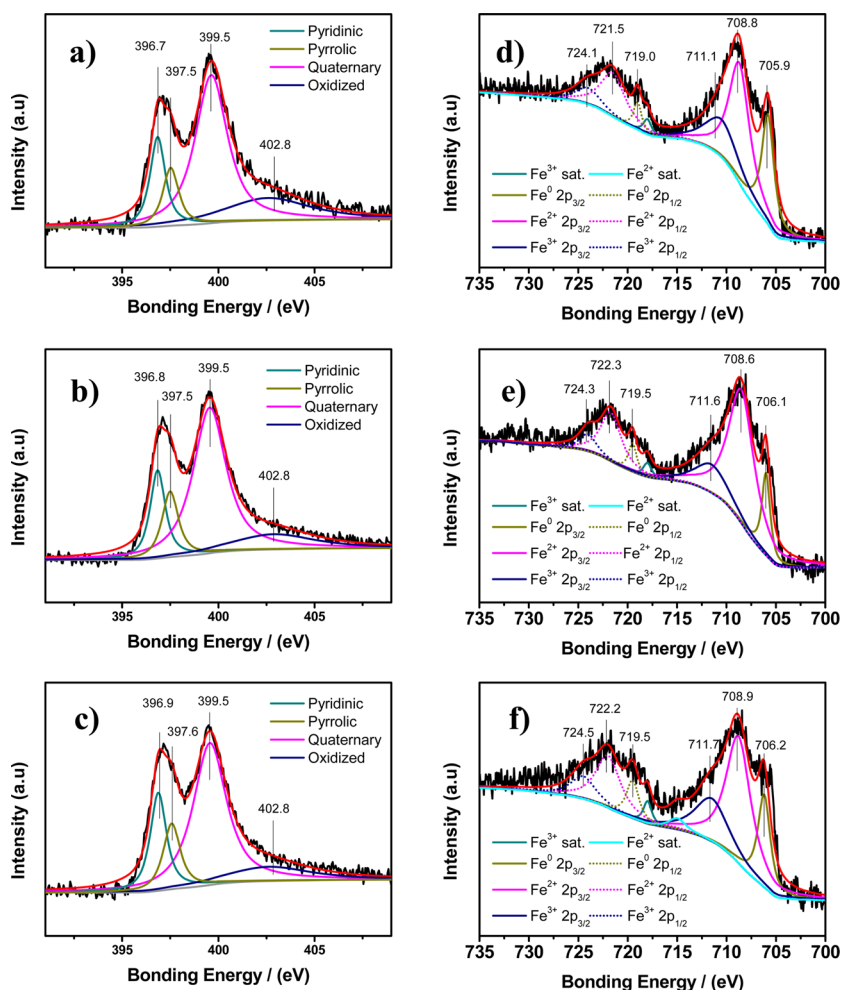 a)
396.7
397.5
399.5
402.8
Pyridinic
Pyrrolic
Quaternary
Oxidized
Intensity (a.u)
395 400 405
Bonding Energy / (eV)
d)
724.1
721.5
719.0
711.1
708.8
705.9
Fe³⁺ sat. Fe²⁺ sat.
Fe⁰ 2p₃/₂ Fe⁰ 2p₁/₂
Fe²⁺ 2p₃/₂ Fe²⁺ 2p₁/₂
Fe³⁺ 2p₃/₂ Fe³⁺ 2p₁/₂
Intensity (a.u)
735 730 725 720 715 710 705 700
Bonding Energy / (eV)
b)
396.8
397.5
399.5
402.8
Pyridinic
Pyrrolic
Quaternary
Oxidized
Intensity (a.u)
395 400 405
Bonding Energy / (eV)
e)
724.3
722.3
719.5
711.6
708.6
706.1
Fe³⁺ sat. Fe²⁺ sat.
Fe⁰ 2p₃/₂ Fe⁰ 2p₁/₂
Fe²⁺ 2p₃/₂ Fe²⁺ 2p₁/₂
Fe³⁺ 2p₃/₂ Fe³⁺ 2p₁/₂
Intensity (a.u)
735 730 725 720 715 710 705 700
Bonding Energy / (eV)
c)
396.9
397.6
399.5
402.8
Pyridinic
Pyrrolic
Quaternary
Oxidized
Intensity (a.u)
395 400 405
Bonding Energy / (eV)
f)
724.5
722.2
719.5
711.7
708.9
706.2
Fe³⁺ sat. Fe²⁺ sat.
Fe⁰ 2p₃/₂ Fe⁰ 2p₁/₂
Fe²⁺ 2p₃/₂ Fe²⁺ 2p₁/₂
Fe³⁺ 2p₃/₂ Fe³⁺ 2p₁/₂
Intensity (a.u)
735 730 725 720 715 710 705 700
Bonding Energy / (eV)